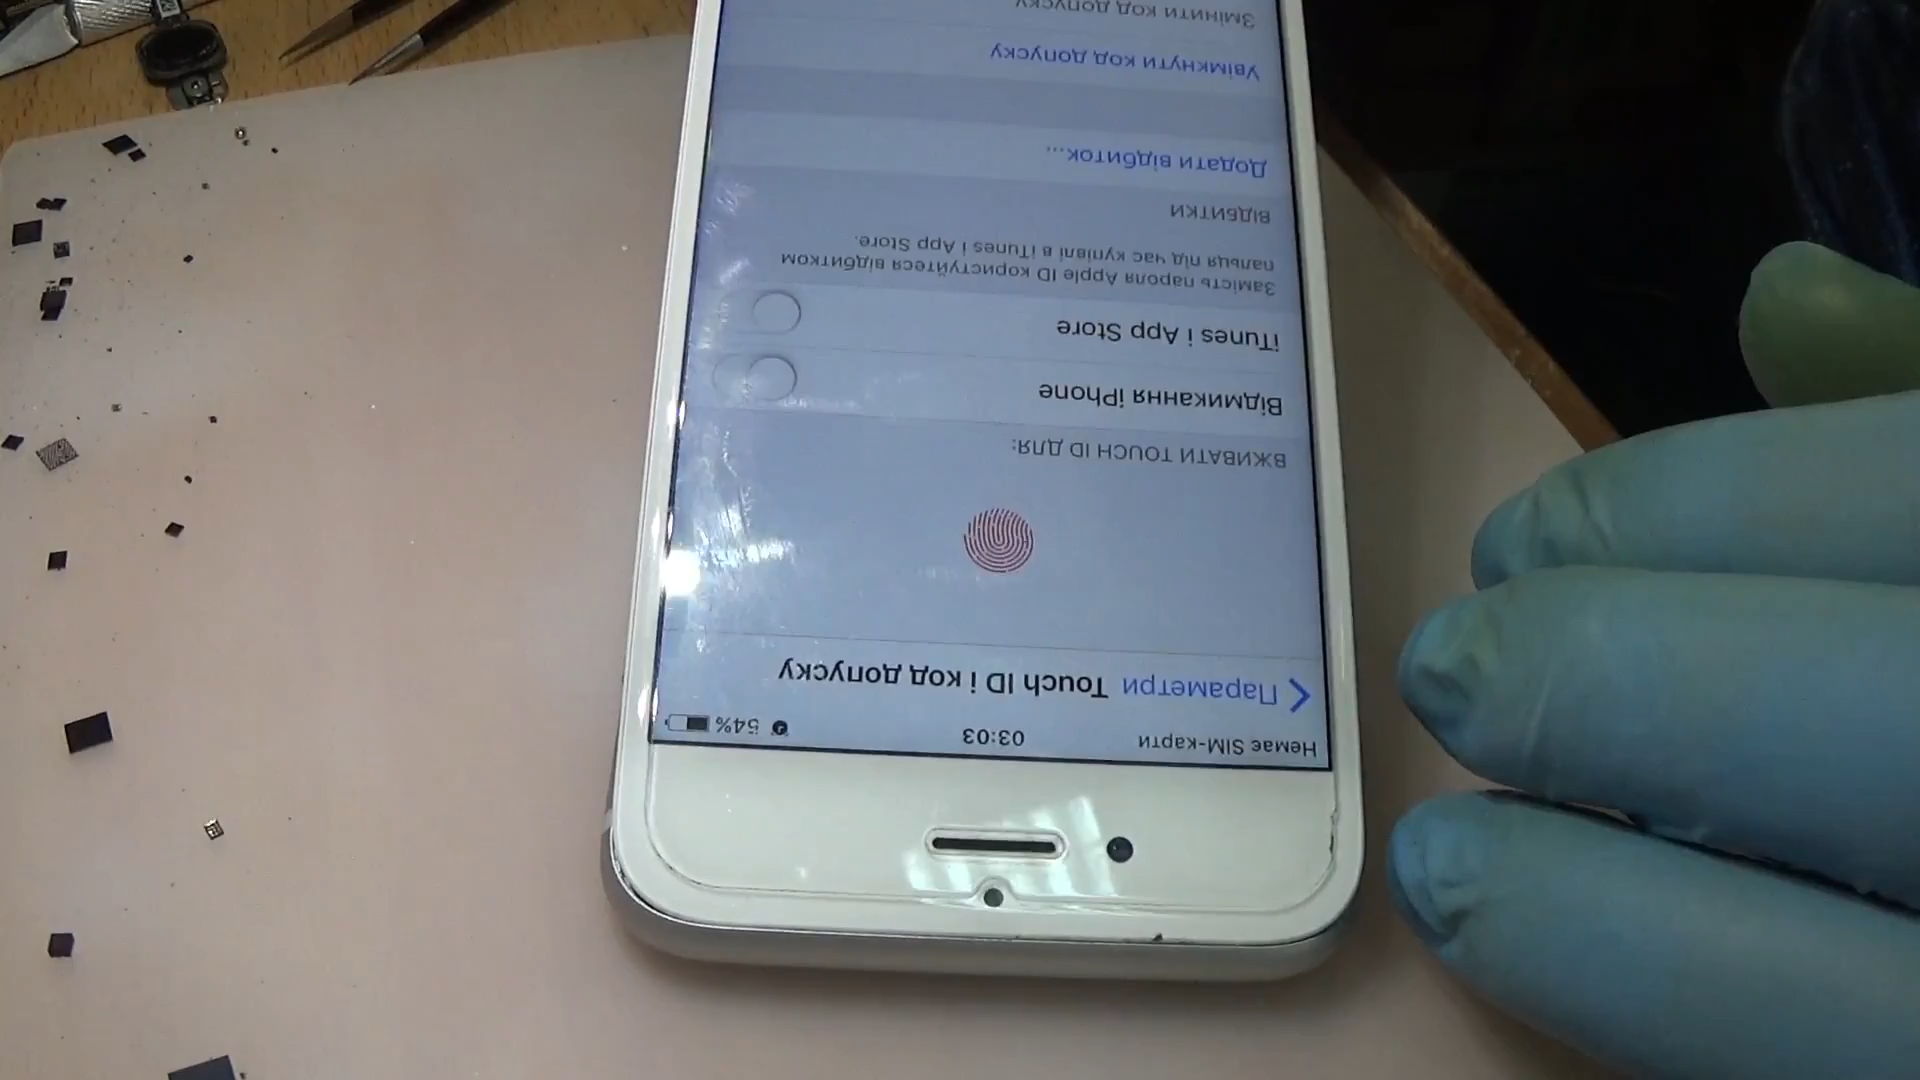 Немає SIM-карти 03:03 54%
Параметри Touch ID і код допуску
ВЖИВАТИ TOUCH ID ДЛЯ:
Відмикання iPhone
iTunes і App Store
Замість пароля Apple ID користуйтеся відбитком
пальця під час купівлі в iTunes і App Store.
ВІДБИТКИ
Додати відбиток...
Увімкнути код допуску
Змінити код допуску